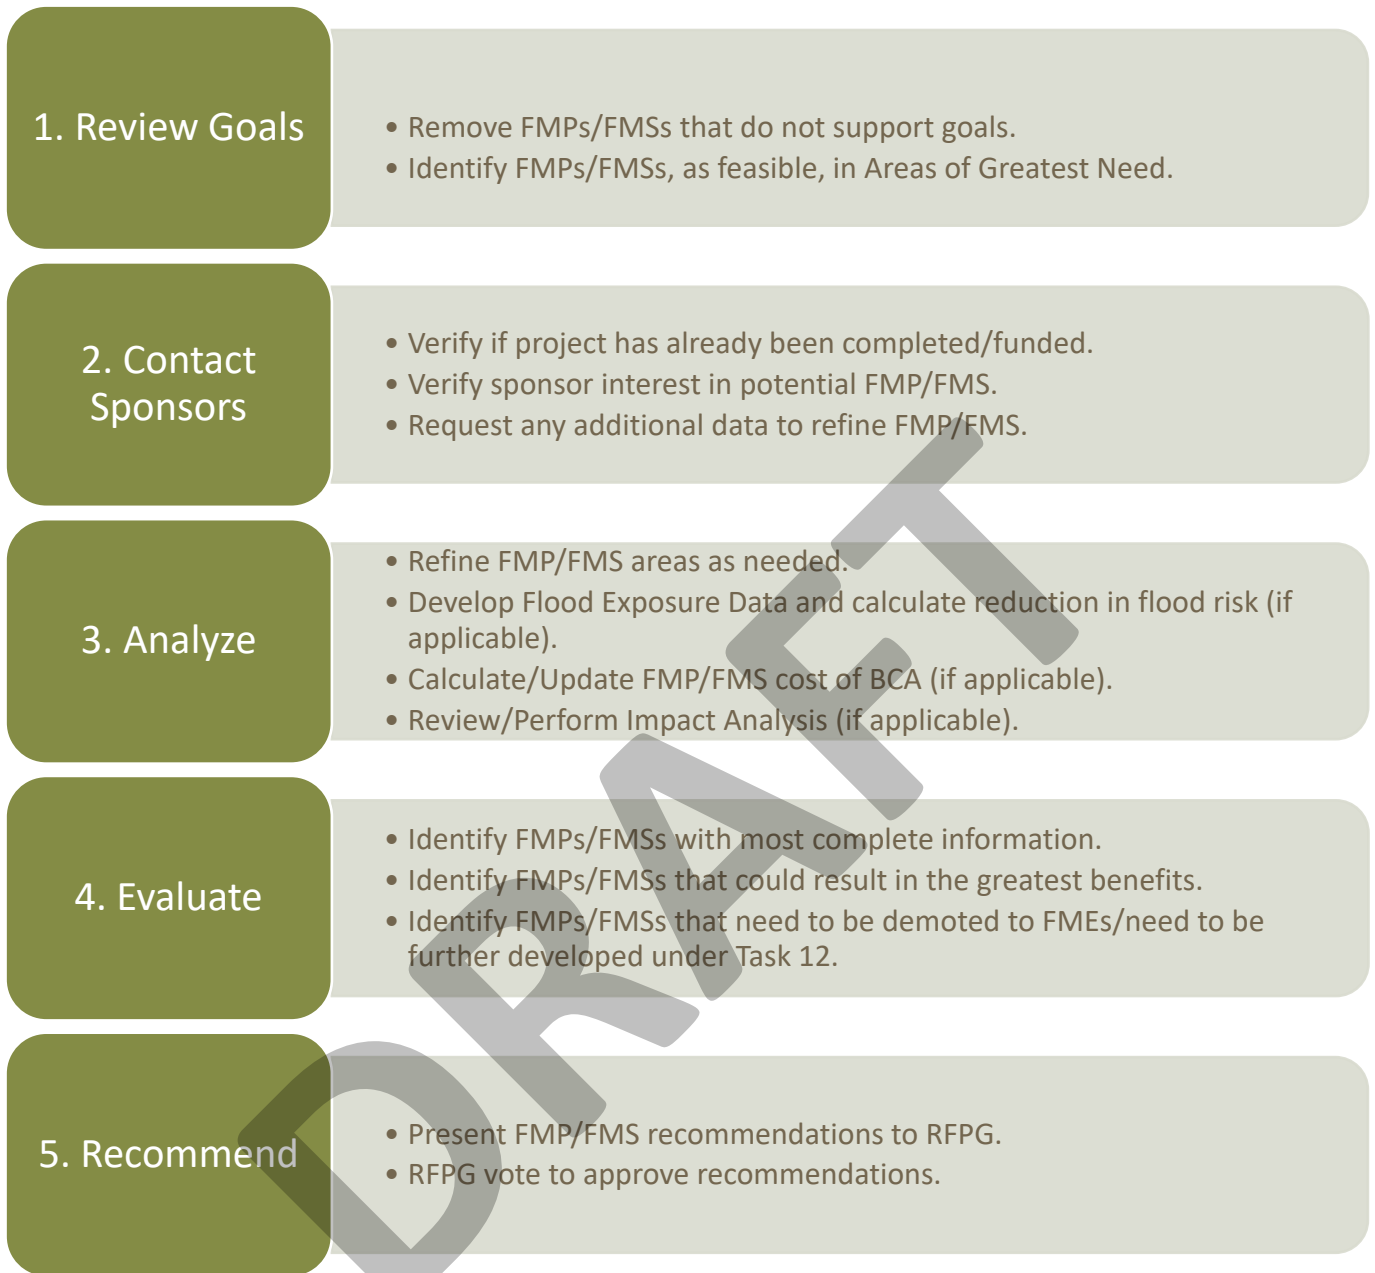 1. Review Goals
• Remove FMPs/FMSs that do not support goals.
• Identify FMPs/FMSs, as feasible, in Areas of Greatest Need.
2. Contact
Sponsors
• Verify if project has already been completed/funded.
• Verify sponsor interest in potential FMP/FMS.
• Request any additional data to refine FMP/FMS.
3. Analyze
• Refine FMP/FMS areas as needed.
• Develop Flood Exposure Data and calculate reduction in flood risk (if
applicable).
• Calculate/Update FMP/FMS cost of BCA (if applicable).
• Review/Perform Impact Analysis (if applicable).
4. Evaluate
• Identify FMPs/FMSs with most complete information.
• Identify FMPs/FMSs that could result in the greatest benefits.
• Identify FMPs/FMSs that need to be demoted to FMEs/need to be
further developed under Task 12.
5. Recommend
• Present FMP/FMS recommendations to RFPG.
• RFPG vote to approve recommendations.
DRAFT